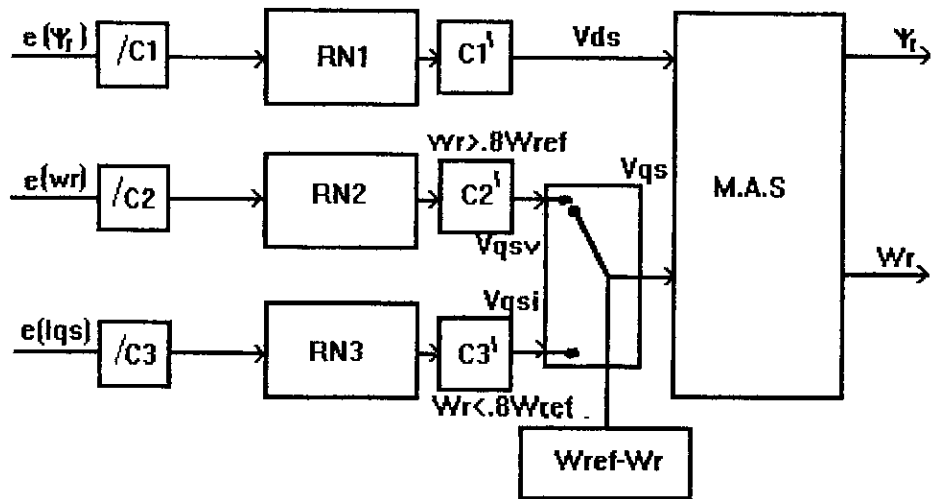 e(Ψr)
/C1
RN1
C1'
Vds
Ψr
Wr>.8Wref
e(wr)
/C2
RN2
C2'
Vqs
M.A.S
Vqsv
Wr
Vqsi
e(Iqs)
/C3
RN3
C3'
Wr<.8Wref
Wref-Wr